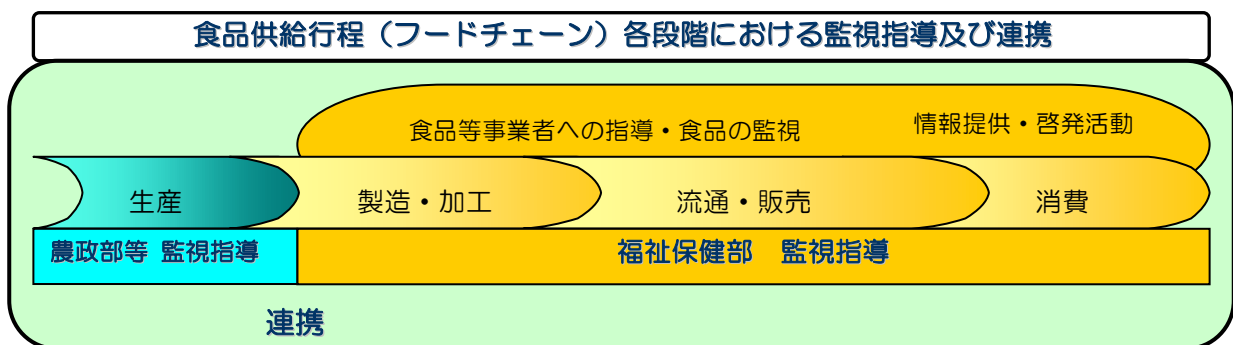 食品供給行程（フードチェーン）各段階における監視指導及び連携
食品等事業者への指導・食品の監視
情報提供・啓発活動
生産
製造・加工
流通・販売
消費
農政部等 監視指導
福祉保健部　監視指導
連携